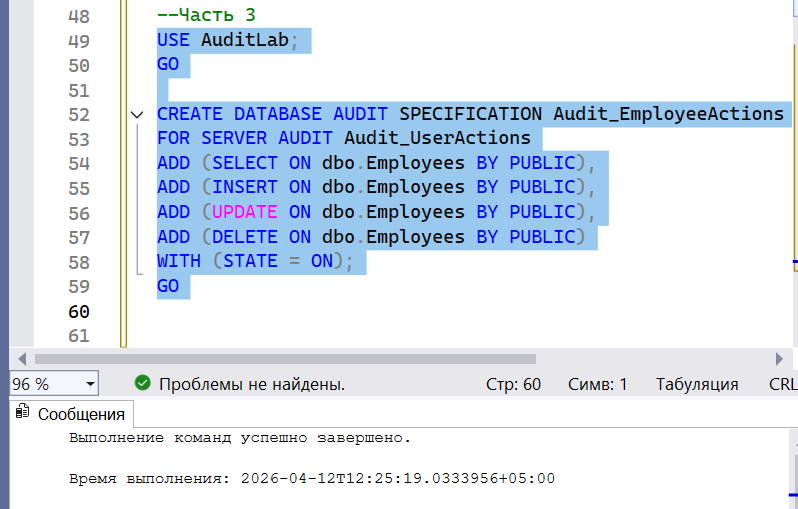 48 --Часть 3
49 USE AuditLab;
50 GO
51
52 CREATE DATABASE AUDIT SPECIFICATION Audit_EmployeeActions
53 FOR SERVER AUDIT Audit_UserActions
54 ADD (SELECT ON dbo.Employees BY PUBLIC),
55 ADD (INSERT ON dbo.Employees BY PUBLIC),
56 ADD (UPDATE ON dbo.Employees BY PUBLIC),
57 ADD (DELETE ON dbo.Employees BY PUBLIC)
58 WITH (STATE = ON);
59 GO
60
61
96 % Проблемы не найдены. Стр: 60 Симв: 1 Табуляция CRL
Сообщения
Выполнение команд успешно завершено.
Время выполнения: 2026-04-12T12:25:19.0333956+05:00